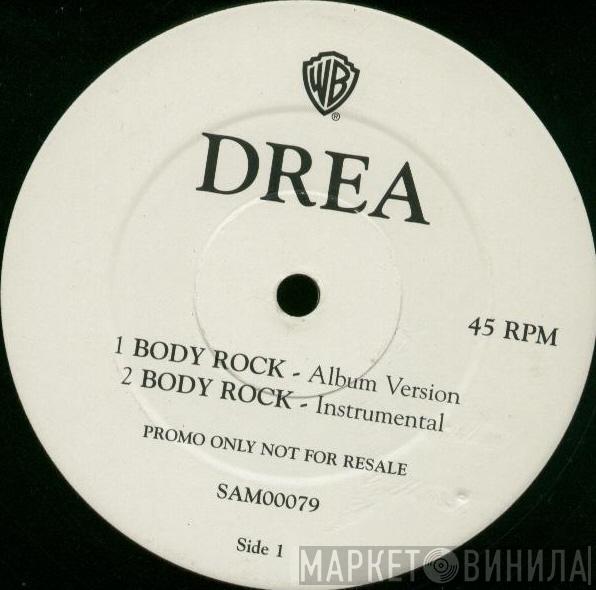 WB
®
DREA
45 RPM
1 BODY ROCK - Album Version
2 BODY ROCK - Instrumental
PROMO ONLY NOT FOR RESALE
SAM00079
Side 1
МАРКЕТ ВИНИЛА